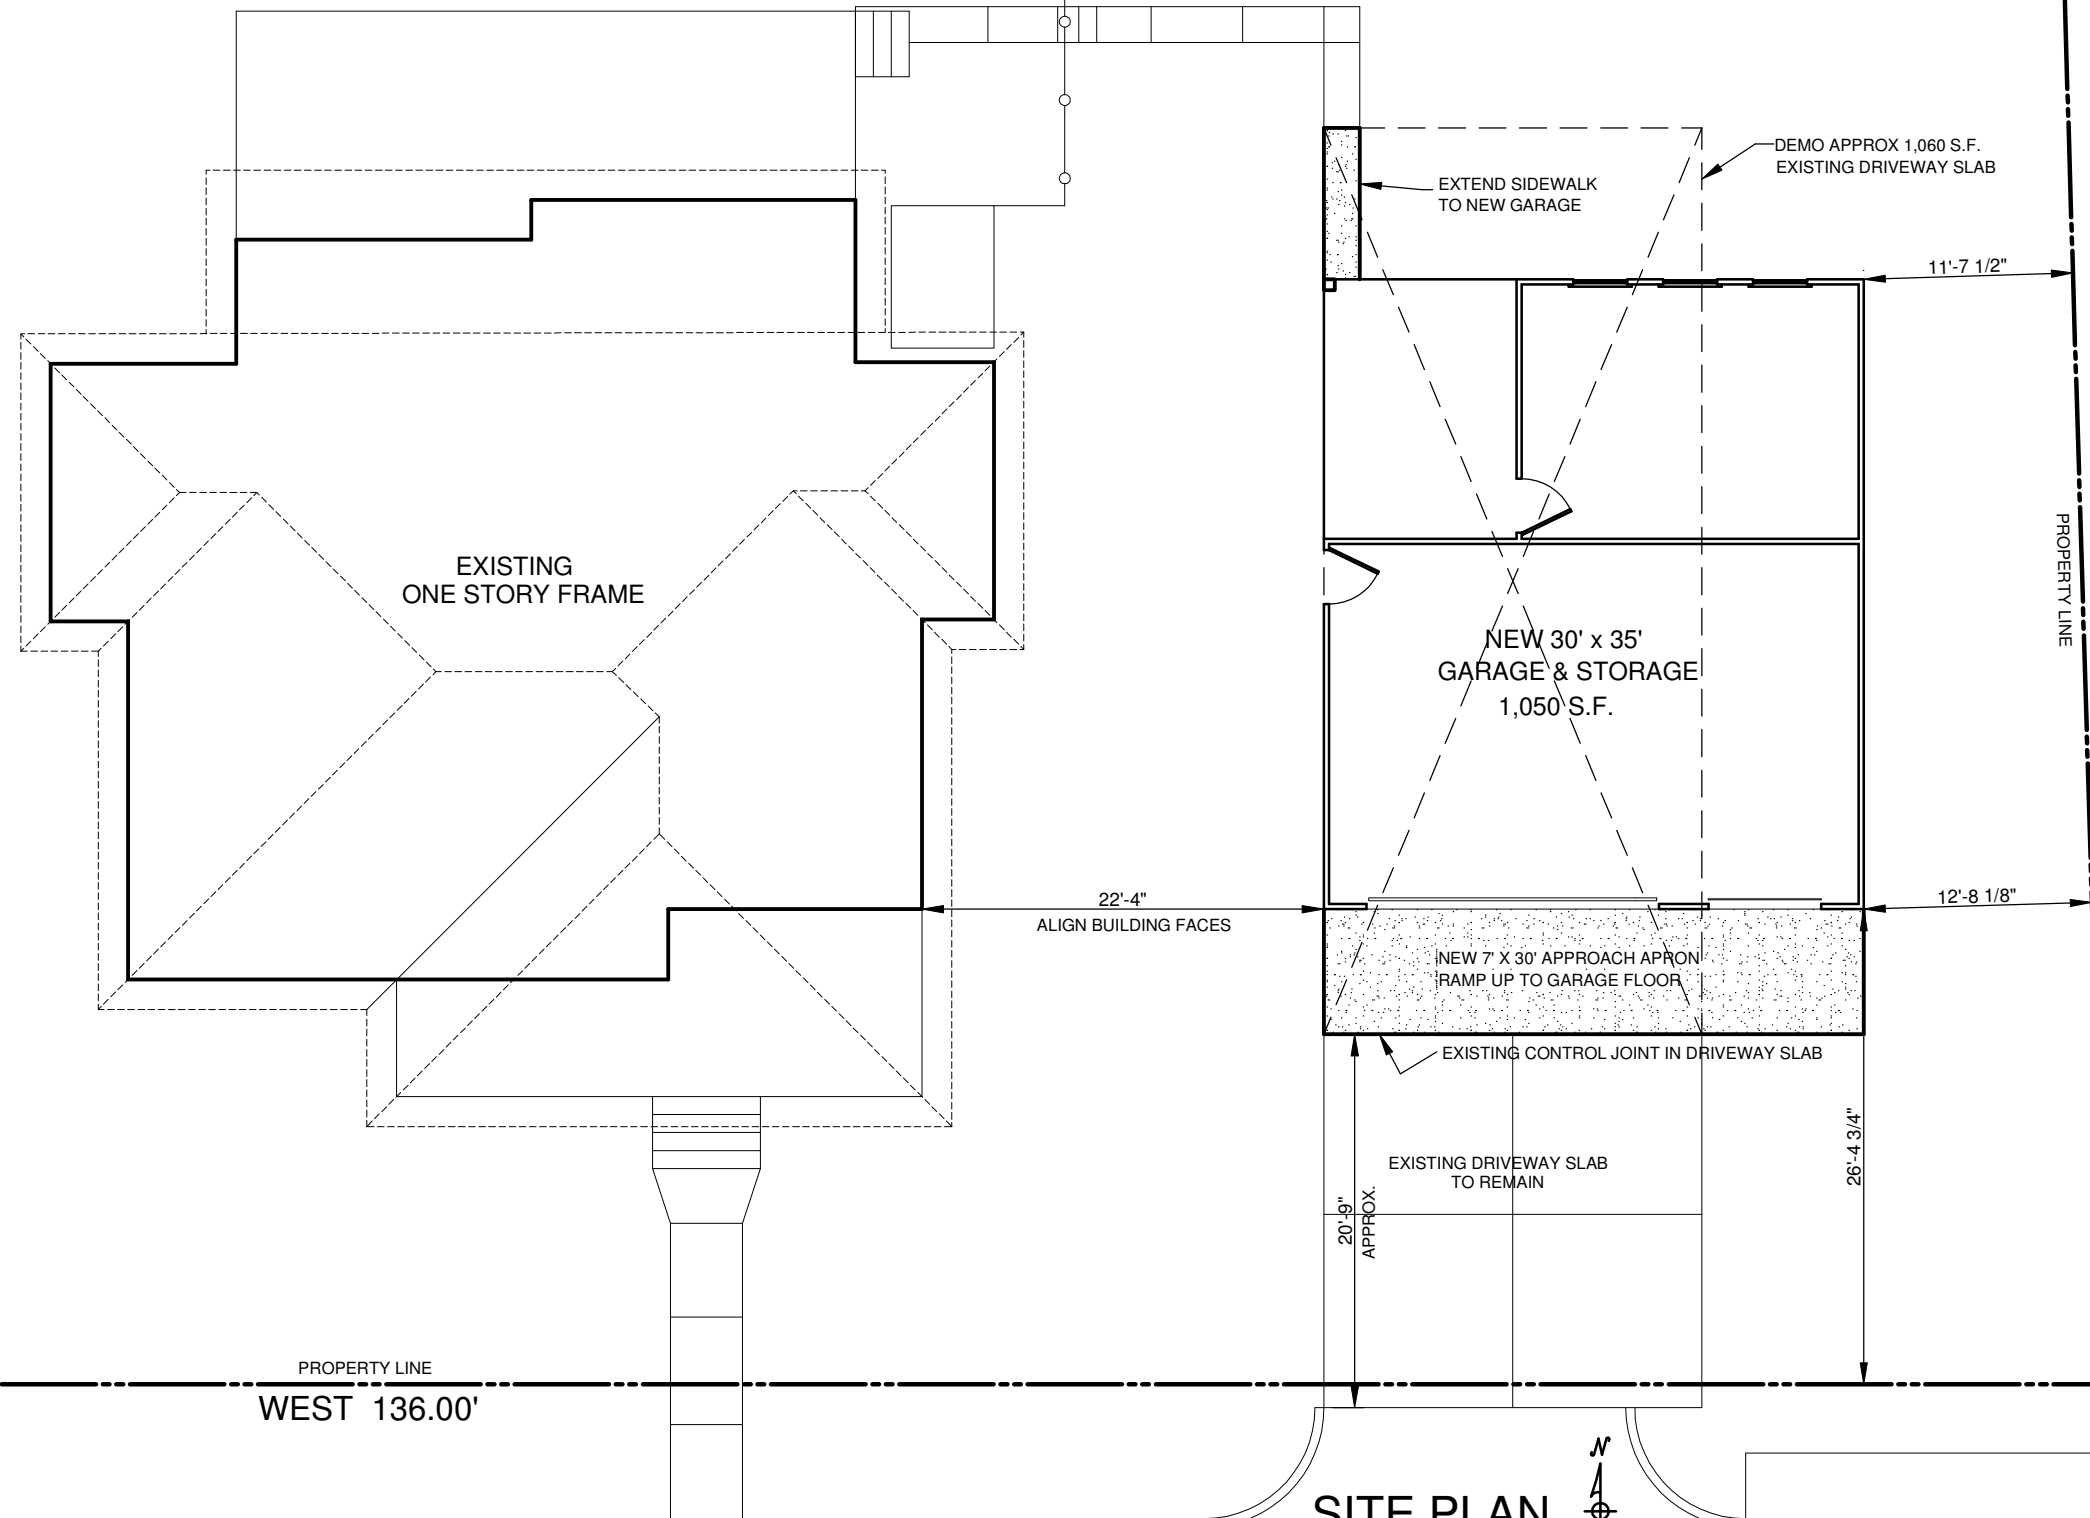 DEMO APPROX 1,060 S.F.
EXISTING DRIVEWAY SLAB
EXTEND SIDEWALK
TO NEW GARAGE
11'-7 1/2"
PROPERTY LINE
EXISTING
ONE STORY FRAME
NEW 30' x 35'
GARAGE & STORAGE
1,050 S.F.
22'-4"
ALIGN BUILDING FACES
12'-8 1/8"
NEW 7' X 30' APPROACH APRON
RAMP UP TO GARAGE FLOOR
EXISTING CONTROL JOINT IN DRIVEWAY SLAB
EXISTING DRIVEWAY SLAB
TO REMAIN
20'-9"
APPROX.
26'-4 3/4"
PROPERTY LINE
WEST 136.00'
N
SITE PLAN